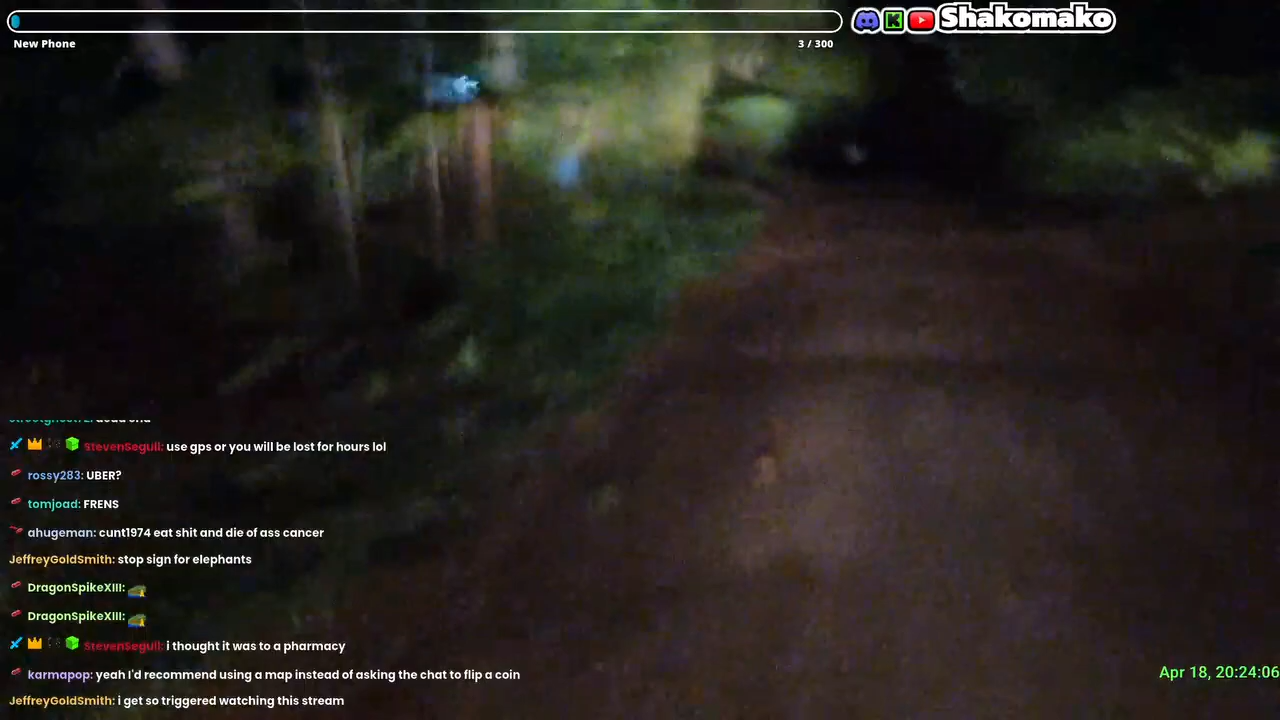 Shakomako
New Phone
3 / 300
StevenSegull: use gps or you will be lost for hours lol
rossy283: UBER?
tomjoad: FRENS
ahugeman: cunt1974 eat shit and die of ass cancer
JeffreyGoldSmith: stop sign for elephants
DragonSpikeXIII:
DragonSpikeXIII:
StevenSegull: i thought it was to a pharmacy
karmapop: yeah I'd recommend using a map instead of asking the chat to flip a coin
Apr 18, 20:24:06
JeffreyGoldSmith: i get so triggered watching this stream